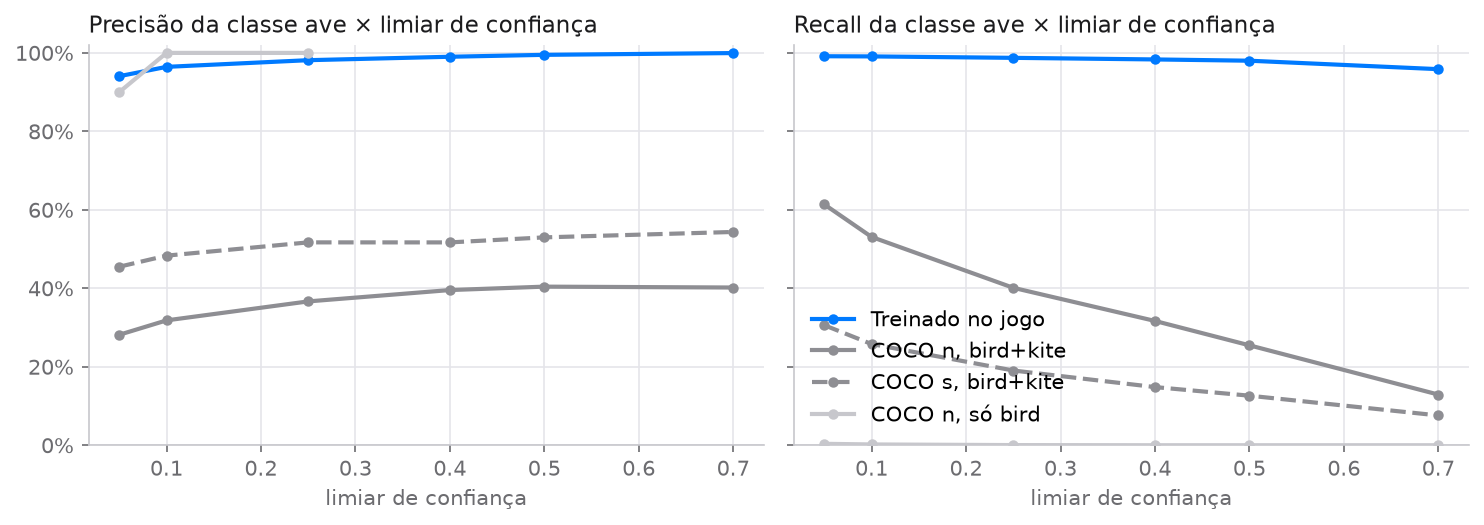 Precisão da classe ave × limiar de confiança
100%
80%
60%
40%
20%
0%
0.1 0.2 0.3 0.4 0.5 0.6 0.7
limiar de confiança
Recall da classe ave × limiar de confiança
Treinado no jogo
COCO n, bird+kite
COCO s, bird+kite
COCO n, só bird
0.1 0.2 0.3 0.4 0.5 0.6 0.7
limiar de confiança